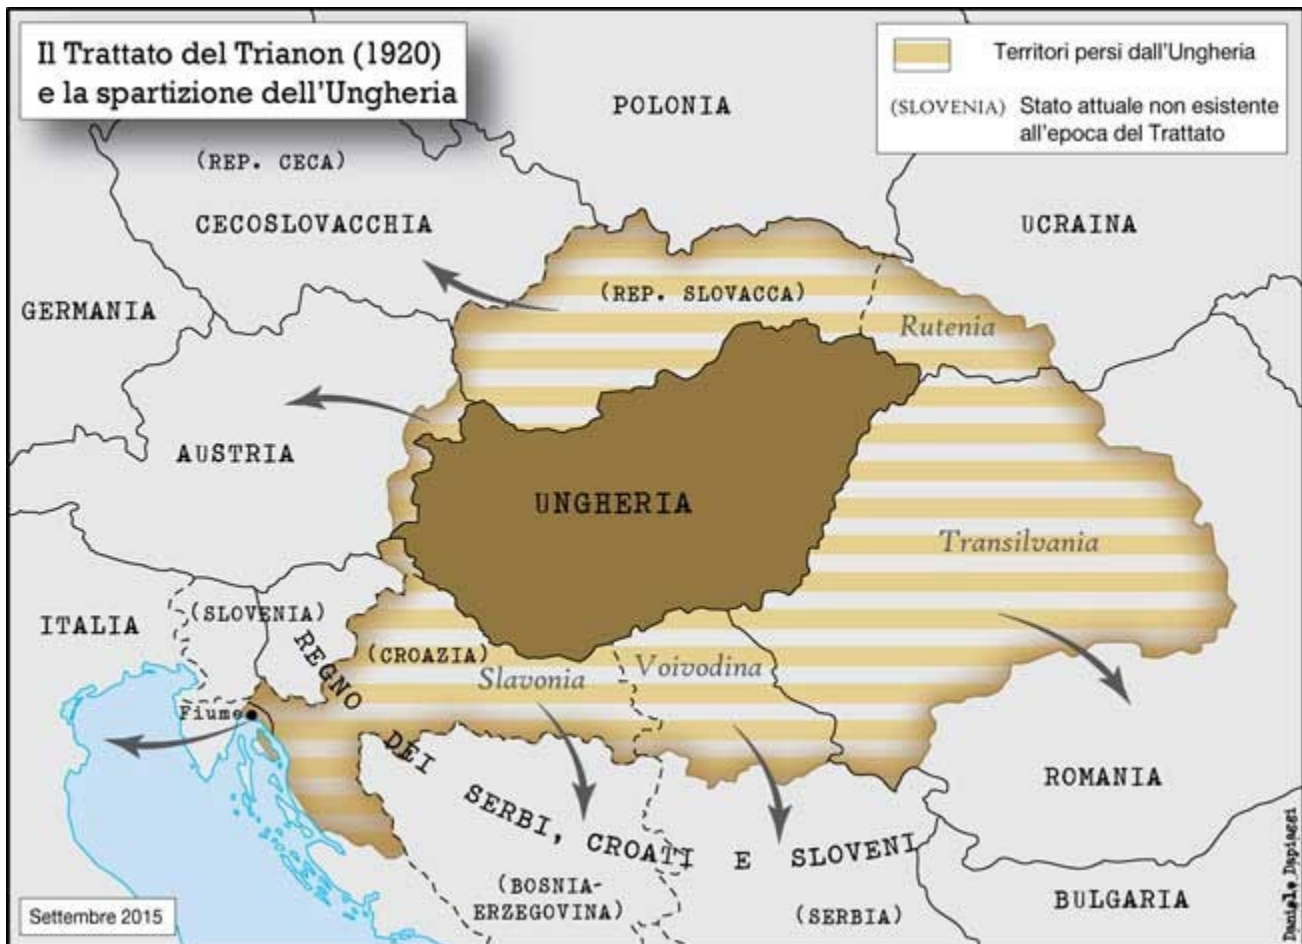 Il Trattato del Trianon (1920)
e la spartizione dell'Ungheria
Territori persi dall'Ungheria
(SLOVENIA) Stato attuale non esistente
all'epoca del Trattato
POLONIA
(REP. CECA)
CECOSLOVACCHIA
UCRAINA
GERMANIA
(REP. SLOVACCA)
Rutenia
AUSTRIA
UNGHERIA
Transilvania
ITALIA
(SLOVENIA)
(CROAZIA)
Slavonia
Voivodina
Fiume
REGNO DEI SERBI, CROATI E SLOVENI
ROMANIA
(BOSNIA-
ERZEGOVINA)
(SERBIA)
BULGARIA
Settembre 2015
Daniele Dapiaggi